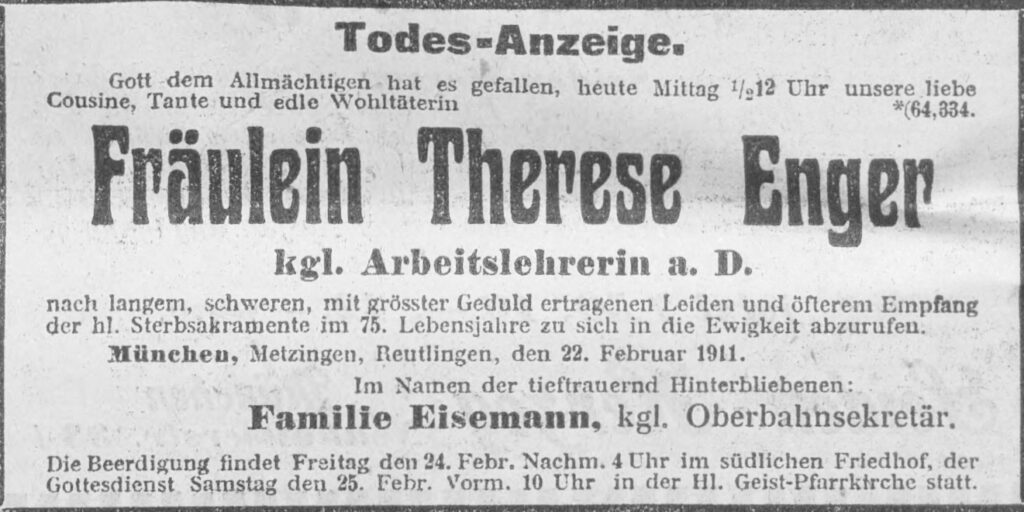 Todes-Anzeige.
Gott dem Allmächtigen hat es gefallen, heute Mittag 1/212 Uhr unsere liebe
Cousine, Tante und edle Wohltäterin *(64,334.
Fräulein Therese Enger
kgl. Arbeitslehrerin a. D.
nach langem, schweren, mit grösster Geduld ertragenen Leiden und öfterem Empfang
der hl. Sterbsakramente im 75. Lebensjahre zu sich in die Ewigkeit abzurufen.
München, Metzingen, Reutlingen, den 22. Februar 1911.
Im Namen der tieftrauernd Hinterbliebenen:
Familie Eisemann, kgl. Oberbahnsekretär.
Die Beerdigung findet Freitag den 24. Febr. Nachm. 4 Uhr im südlichen Friedhof, der
Gottesdienst Samstag den 25. Febr. Vorm. 10 Uhr in der Hl. Geist-Pfarrkirche statt.